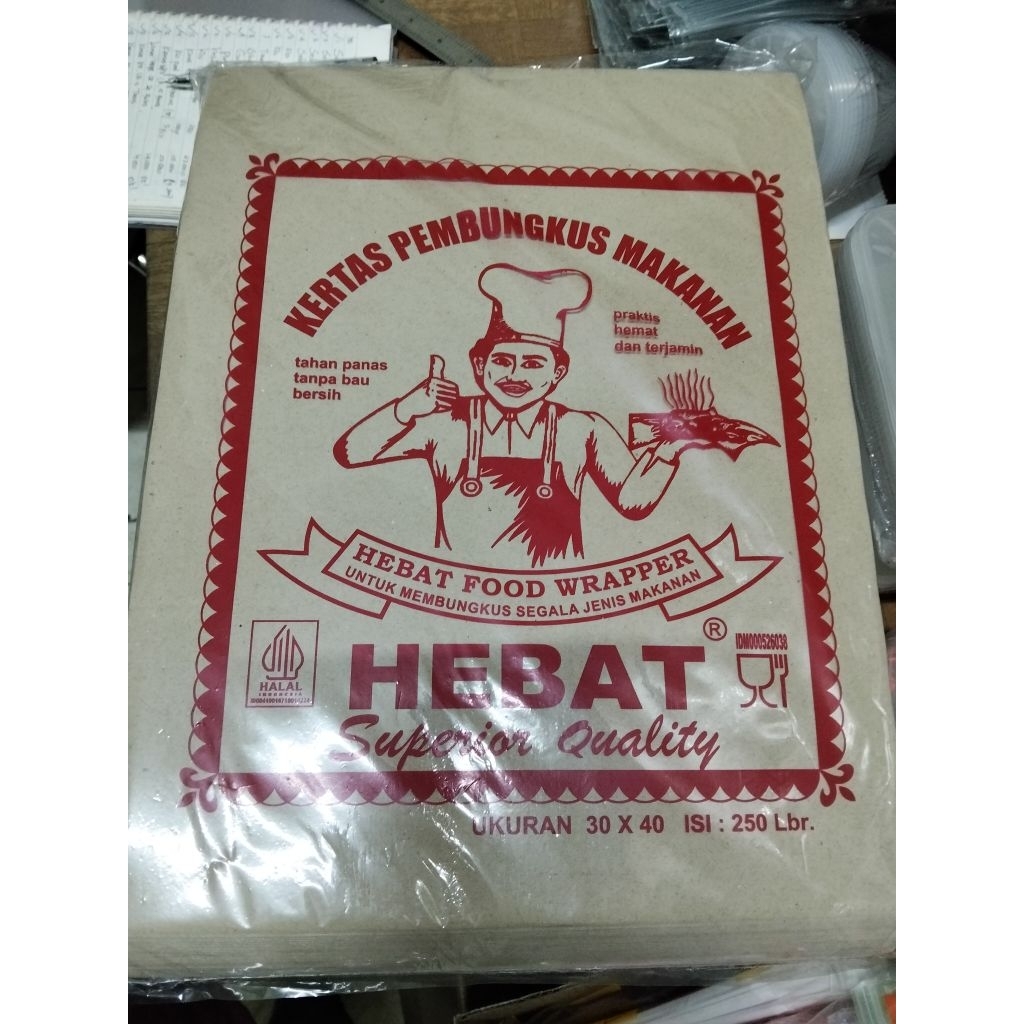 KERTAS PEMBUNGKUS MAKANAN
praktis
hemat
dan terjamin
tahan panas
tanpa bau
bersih
HEBAT FOOD WRAPPER
UNTUK MEMBUNGKUS SEGALA JENIS MAKANAN
HALAL
INDONESIA
HEBAT ®
IDM000526038
Superior Quality
UKURAN 30 X 40 ISI : 250 Lbr.